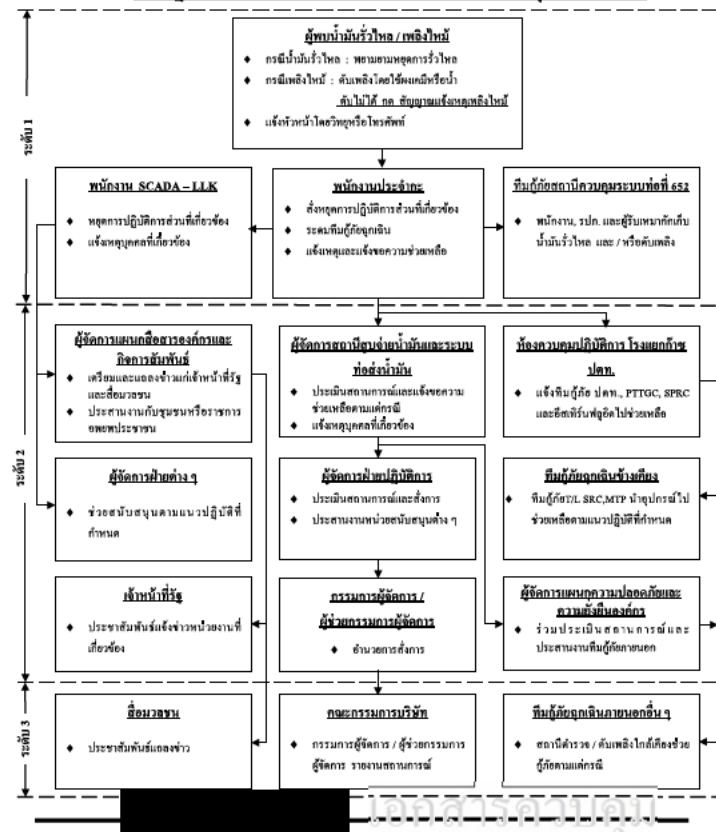 ผู้พบน้ำมันรั่วไหล / เพลิงไหม้
♦ กรณีน้ำมันรั่วไหล : พยายามหยุดการรั่วไหล
♦ กรณีเพลิงไหม้ : ดับเพลิงโดยใช้ผงเคมีหรือน้ำ
ดับไม่ได้ กด สัญญาณแจ้งเหตุเพลิงไหม้
♦ แจ้งหัวหน้าโดยวิทยุหรือโทรศัพท์
ระดับ 1
พนักงาน SCADA – LLK
♦ หยุดการปฏิบัติการส่วนที่เกี่ยวข้อง
♦ แจ้งเหตุบุคคลที่เกี่ยวข้อง
พนักงานประจำกะ
♦ สั่งหยุดการปฏิบัติการส่วนที่เกี่ยวข้อง
♦ ระดมทีมกู้ภัยฉุกเฉิน
♦ แจ้งเหตุและแจ้งขอความช่วยเหลือ
ทีมกู้ภัยสถานีควบคุมระบบท่อที่ 652
♦ พนักงาน, รปภ. และผู้รับเหมากักเก็บ
น้ำมันรั่วไหล และ / หรือดับเพลิง
ระดับ 2
ผู้จัดการแผนกสื่อสารองค์กรและ
กิจการสัมพันธ์
♦ เตรียมและแถลงข่าวแก่เจ้าหน้าที่รัฐ
และสื่อมวลชน
♦ ประสานงานกับชุมชนหรือราชการ
อพยพประชาชน
ผู้จัดการสถานีสูบจ่ายน้ำมันและระบบ
ท่อส่งน้ำมัน
♦ ประเมินสถานการณ์และแจ้งขอความ
ช่วยเหลือตามแต่กรณี
♦ แจ้งเหตุบุคคลที่เกี่ยวข้อง
ห้องควบคุมปฏิบัติการ โรงแยกก๊าซ
ปตท.
♦ แจ้งทีมกู้ภัย ปตท., PTTGC, SPRC
และอีสเทิร์นฟลูอิดไปช่วยเหลือ
ผู้จัดการฝ่ายต่าง ๆ
♦ ช่วยสนับสนุนตามแนวปฏิบัติที่
กำหนด
ผู้จัดการฝ่ายปฏิบัติการ
♦ ประเมินสถานการณ์และสั่งการ
♦ ประสานงานหน่วยสนับสนุนต่าง ๆ
ทีมกู้ภัยฉุกเฉินข้างเคียง
♦ ทีมกู้ภัยT/L SRC,MTP นำอุปกรณ์ไป
ช่วยเหลือตามแนวปฏิบัติที่กำหนด
เจ้าหน้าที่รัฐ
♦ ประชาสัมพันธ์แจ้งข่าวหน่วยงานที่
เกี่ยวข้อง
กรรมการผู้จัดการ /
ผู้ช่วยกรรมการผู้จัดการ
♦ อำนวยการสั่งการ
ผู้จัดการแผนกความปลอดภัยและ
ความยั่งยืนองค์กร
♦ ร่วมประเมินสถานการณ์และ
ประสานงานทีมกู้ภัยภายนอก
ระดับ 3
สื่อมวลชน
♦ ประชาสัมพันธ์แถลงข่าว
คณะกรรมการบริษัท
♦ กรรมการผู้จัดการ / ผู้ช่วยกรรมการ
ผู้จัดการ รายงานสถานการณ์
ทีมกู้ภัยฉุกเฉินภายนอกอื่น ๆ
♦ สถานีตำรวจ / ดับเพลิงใกล้เคียงช่วย
กู้ภัยตามแต่กรณี
เอกสารควบคุม